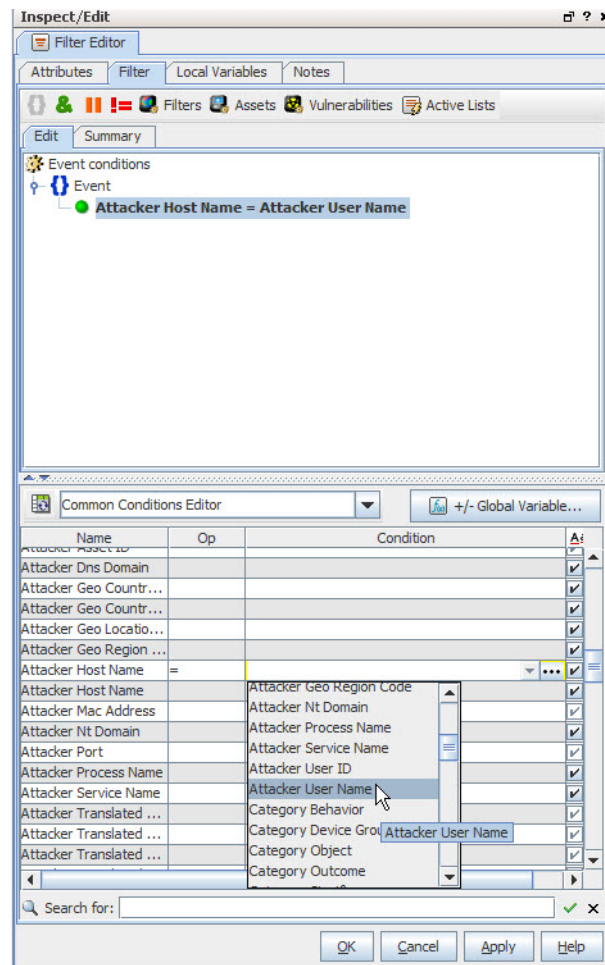 Inspect/Edit
Filter Editor
Attributes Filter Local Variables Notes
& != Filters Assets Vulnerabilities Active Lists
Edit Summary
Event conditions
{} Event
Attacker Host Name = Attacker User Name
Common Conditions Editor +/- Global Variable...
Name Op Condition
Attacker Asset ID
Attacker Dns Domain
Attacker Geo Countr...
Attacker Geo Countr...
Attacker Geo Locatio...
Attacker Geo Region ...
Attacker Host Name = ...
Attacker Host Name
Attacker Mac Address
Attacker Nt Domain
Attacker Port
Attacker Process Name
Attacker Service Name
Attacker Translated ...
Attacker Translated ...
Attacker Translated ...
Attacker Geo Region Code
Attacker Nt Domain
Attacker Process Name
Attacker Service Name
Attacker User ID
Attacker User Name
Category Behavior
Category Device Grou
Attacker User Name
Category Object
Category Outcome
Search for:
OK Cancel Apply Help